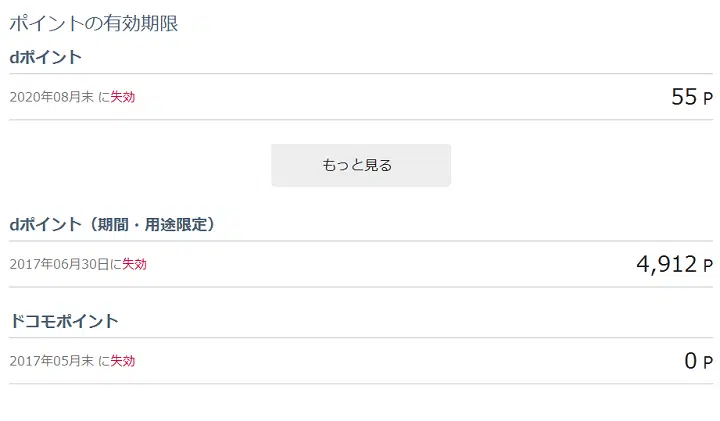 ポイントの有効期限
dポイント
2020年08月末 に失効 55 P
もっと見る
dポイント（期間・用途限定）
2017年06月30日に失効 4,912 P
ドコモポイント
2017年05月末 に失効 0 P